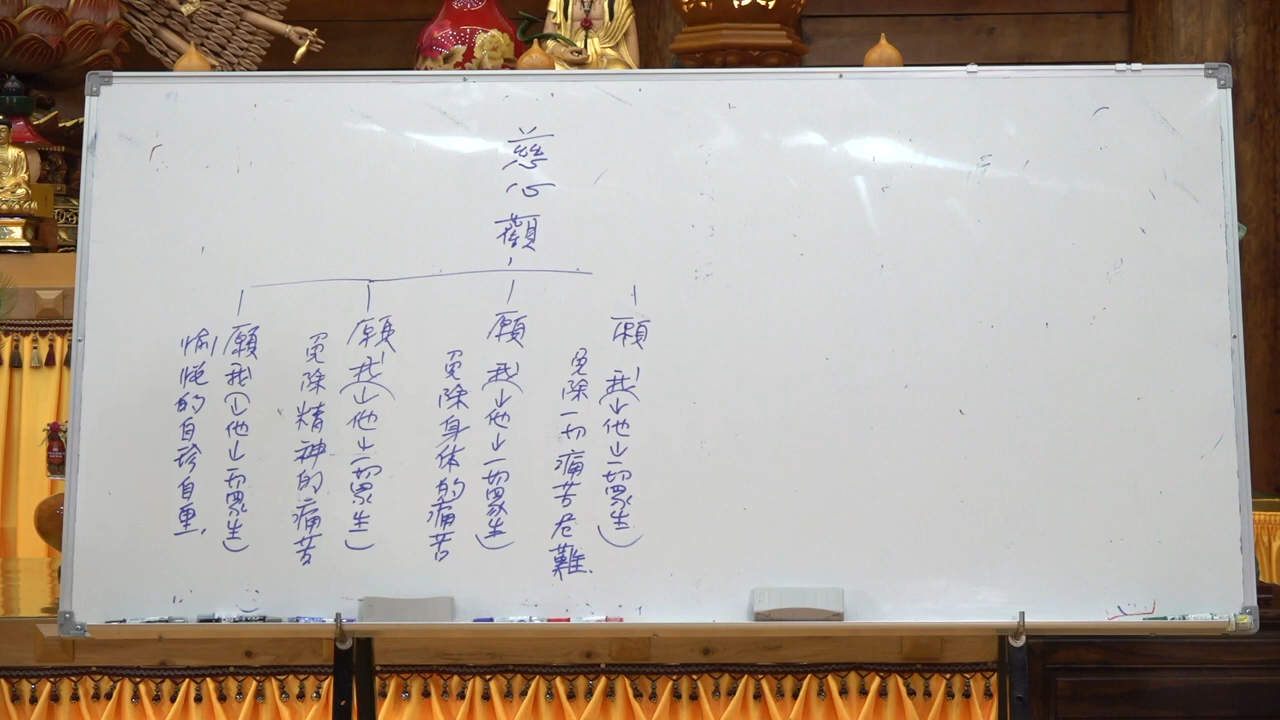 慈心觀
願我(↓他↓一切眾生)
免除一切痛苦危難.
願我(↓他↓一切眾生)
免除身体的痛苦
願我(↓他↓一切眾生)
免除精神的痛苦
願我(↓他↓一切眾生)
愉悅的自珍自重.